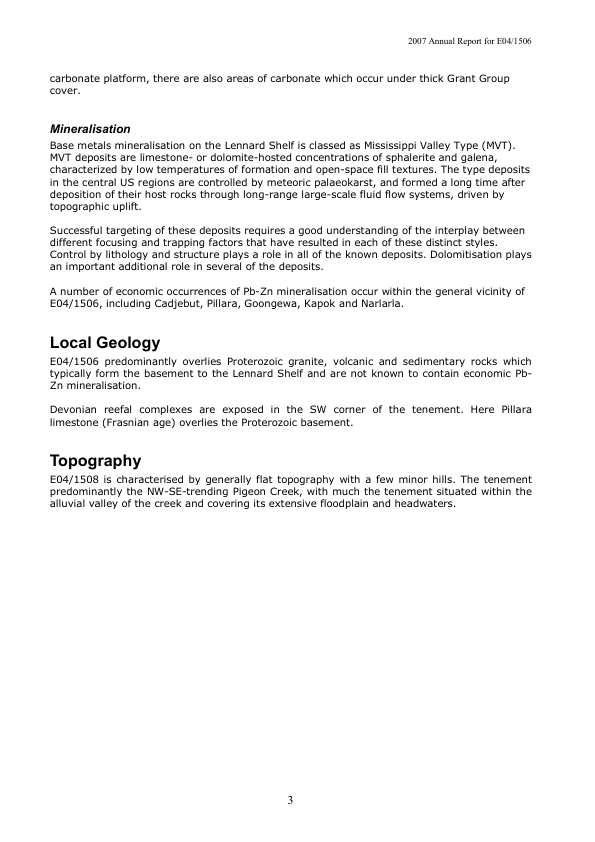 2007 Annual Report for E04/1506
carbonate platform, there are also areas of carbonate which occur under thick Grant Group
cover.
Mineralisation
Base metals mineralisation on the Lennard Shelf is classed as Mississippi Valley Type (MVT).
MVT deposits are limestone- or dolomite-hosted concentrations of sphalerite and galena,
characterized by low temperatures of formation and open-space fill textures. The type deposits
in the central US regions are controlled by meteoric palaeokarst, and formed a long time after
deposition of their host rocks through long-range large-scale fluid flow systems, driven by
topographic uplift.
Successful targeting of these deposits requires a good understanding of the interplay between
different focusing and trapping factors that have resulted in each of these distinct styles.
Control by lithology and structure plays a role in all of the known deposits. Dolomitisation plays
an important additional role in several of the deposits.
A number of economic occurrences of Pb-Zn mineralisation occur within the general vicinity of
E04/1506, including Cadjebut, Pillara, Goongewa, Kapok and Narlarla.
Local Geology
E04/1506 predominantly overlies Proterozoic granite, volcanic and sedimentary rocks which
typically form the basement to the Lennard Shelf and are not known to contain economic Pb-
Zn mineralisation.
Devonian reefal complexes are exposed in the SW corner of the tenement. Here Pillara
limestone (Frasnian age) overlies the Proterozoic basement.
Topography
E04/1508 is characterised by generally flat topography with a few minor hills. The tenement
predominantly the NW-SE-trending Pigeon Creek, with much the tenement situated within the
alluvial valley of the creek and covering its extensive floodplain and headwaters.
3